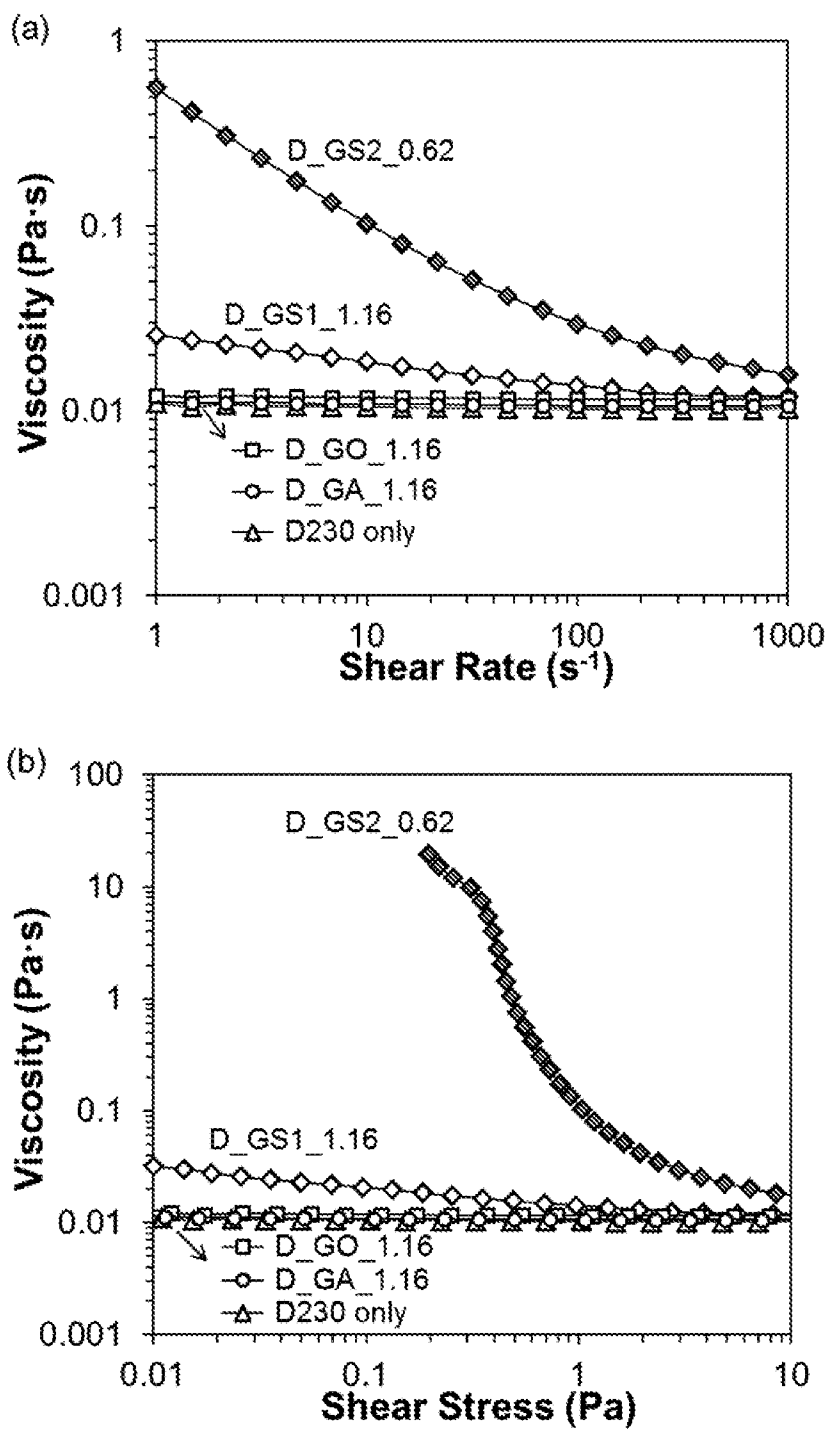 (a)
1
D_GS2_0.62
0.1
Viscosity (Pa·s)
D_GS1_1.16
0.01
D_GO_1.16
D_GA_1.16
D230 only
0.001
1 10 100 1000
Shear Rate (s⁻¹)
(b)
100
D_GS2_0.62
10
Viscosity (Pa·s)
1
0.1
D_GS1_1.16
0.01
D_GO_1.16
D_GA_1.16
D230 only
0.001
0.01 0.1 1 10
Shear Stress (Pa)